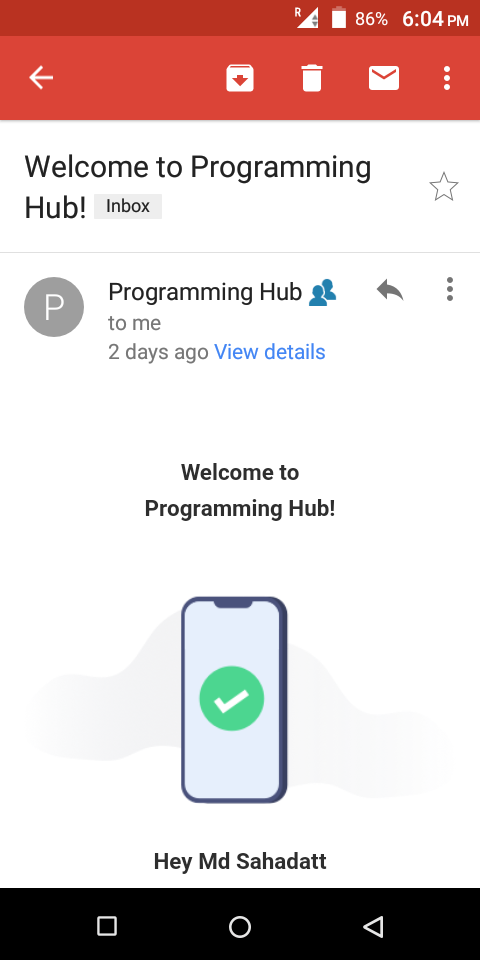 R 86% 6:04 PM
Welcome to Programming
Hub! Inbox
P
Programming Hub
to me
2 days ago View details
Welcome to
Programming Hub!
Hey Md Sahadatt